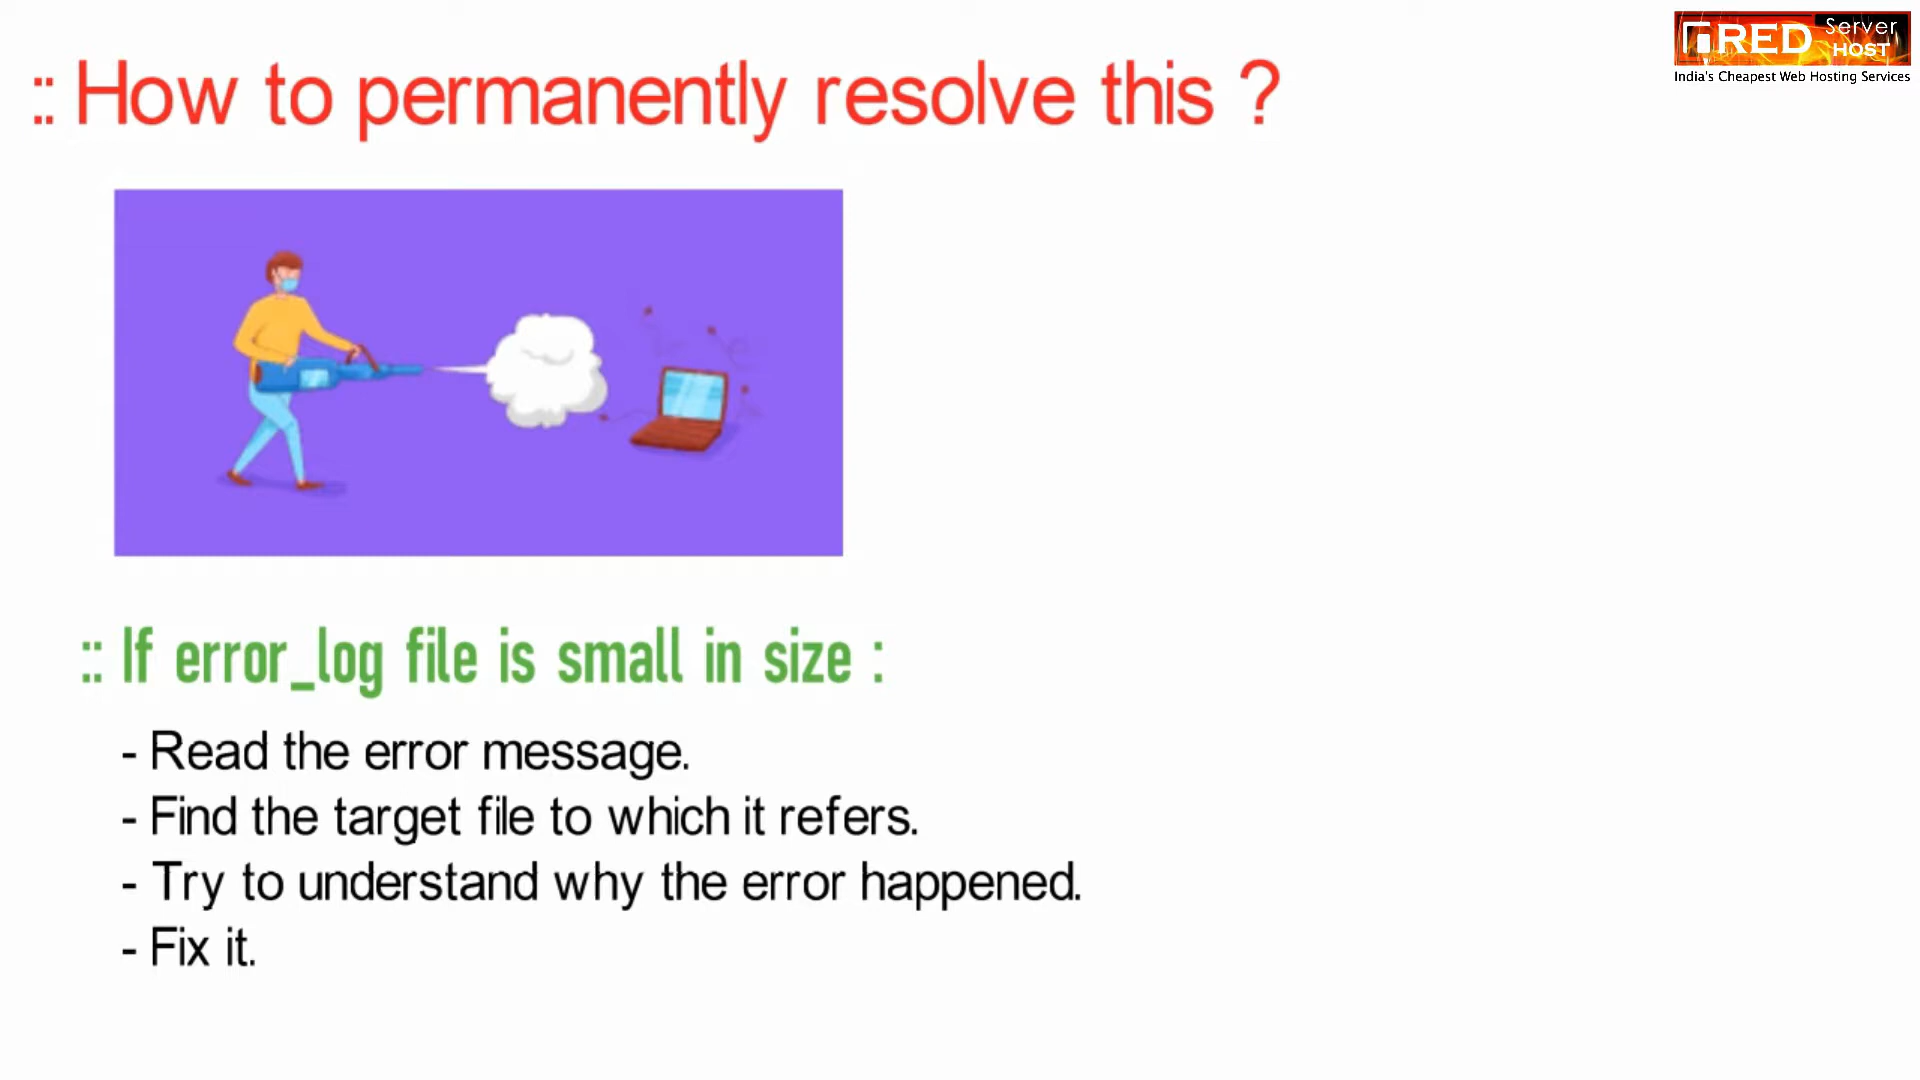 RED Server
HOST
India's Cheapest Web Hosting Services
:: How to permanently resolve this ?
:: If error_log file is small in size :
- Read the error message.
- Find the target file to which it refers.
- Try to understand why the error happened.
- Fix it.